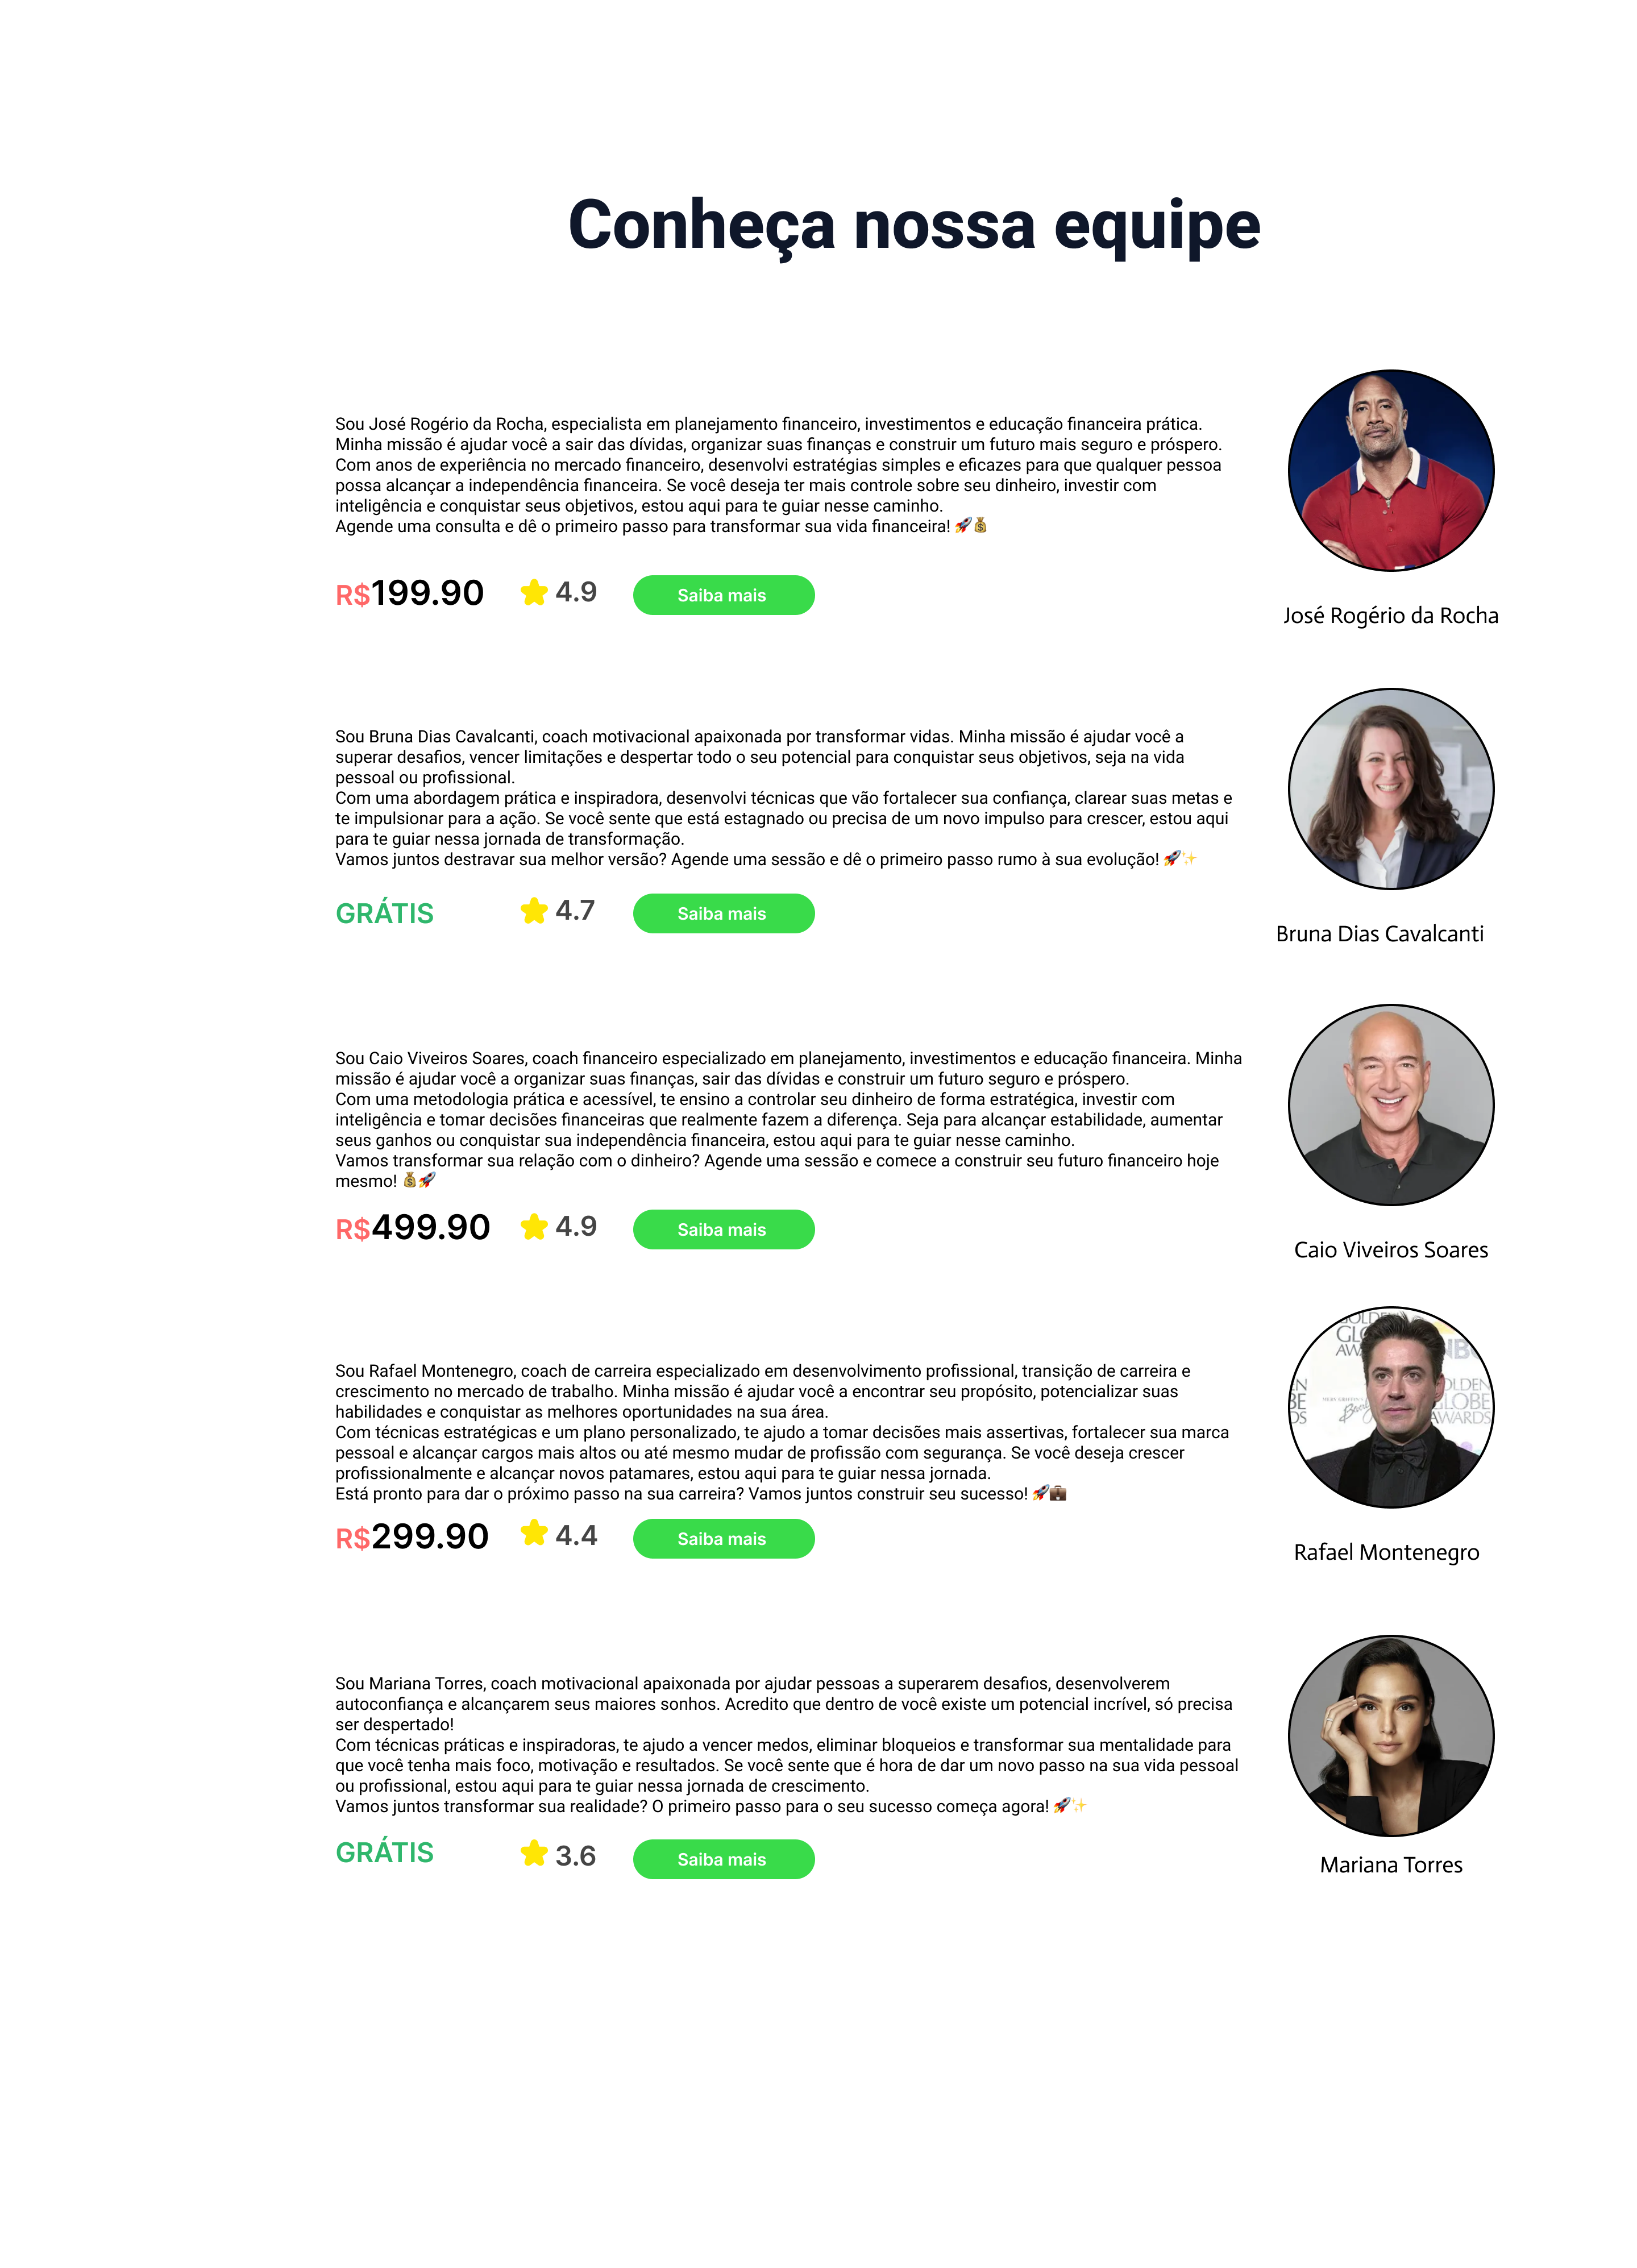 Conheça nossa equipe
Sou José Rogério da Rocha, especialista em planejamento financeiro, investimentos e educação financeira prática.
Minha missão é ajudar você a sair das dívidas, organizar suas finanças e construir um futuro mais seguro e próspero.
Com anos de experiência no mercado financeiro, desenvolvi estratégias simples e eficazes para que qualquer pessoa
possa alcançar a independência financeira. Se você deseja ter mais controle sobre seu dinheiro, investir com
inteligência e conquistar seus objetivos, estou aqui para te guiar nesse caminho.
Agende uma consulta e dê o primeiro passo para transformar sua vida financeira! 🚀💰
R$199.90
4.9
Saiba mais
José Rogério da Rocha
Sou Bruna Dias Cavalcanti, coach motivacional apaixonada por transformar vidas. Minha missão é ajudar você a
superar desafios, vencer limitações e despertar todo o seu potencial para conquistar seus objetivos, seja na vida
pessoal ou profissional.
Com uma abordagem prática e inspiradora, desenvolvi técnicas que vão fortalecer sua confiança, clarear suas metas e
te impulsionar para a ação. Se você sente que está estagnado ou precisa de um novo impulso para crescer, estou aqui
para te guiar nessa jornada de transformação.
Vamos juntos destravar sua melhor versão? Agende uma sessão e dê o primeiro passo rumo à sua evolução! 🚀✨
GRÁTIS
4.7
Saiba mais
Bruna Dias Cavalcanti
Sou Caio Viveiros Soares, coach financeiro especializado em planejamento, investimentos e educação financeira. Minha
missão é ajudar você a organizar suas finanças, sair das dívidas e construir um futuro seguro e próspero.
Com uma metodologia prática e acessível, te ensino a controlar seu dinheiro de forma estratégica, investir com
inteligência e tomar decisões financeiras que realmente fazem a diferença. Seja para alcançar estabilidade, aumentar
seus ganhos ou conquistar sua independência financeira, estou aqui para te guiar nesse caminho.
Vamos transformar sua relação com o dinheiro? Agende uma sessão e comece a construir seu futuro financeiro hoje
mesmo! 💰🚀
R$499.90
4.9
Saiba mais
Caio Viveiros Soares
Sou Rafael Montenegro, coach de carreira especializado em desenvolvimento profissional, transição de carreira e
crescimento no mercado de trabalho. Minha missão é ajudar você a encontrar seu propósito, potencializar suas
habilidades e conquistar as melhores oportunidades na sua área.
Com técnicas estratégicas e um plano personalizado, te ajudo a tomar decisões mais assertivas, fortalecer sua marca
pessoal e alcançar cargos mais altos ou até mesmo mudar de profissão com segurança. Se você deseja crescer
profissionalmente e alcançar novos patamares, estou aqui para te guiar nessa jornada.
Está pronto para dar o próximo passo na sua carreira? Vamos juntos construir seu sucesso! 🚀💼
R$299.90
4.4
Saiba mais
Rafael Montenegro
Sou Mariana Torres, coach motivacional apaixonada por ajudar pessoas a superarem desafios, desenvolverem
autoconfiança e alcançarem seus maiores sonhos. Acredito que dentro de você existe um potencial incrível, só precisa
ser despertado!
Com técnicas práticas e inspiradoras, te ajudo a vencer medos, eliminar bloqueios e transformar sua mentalidade para
que você tenha mais foco, motivação e resultados. Se você sente que é hora de dar um novo passo na sua vida pessoal
ou profissional, estou aqui para te guiar nessa jornada de crescimento.
Vamos juntos transformar sua realidade? O primeiro passo para o seu sucesso começa agora! 🚀✨
GRÁTIS
3.6
Saiba mais
Mariana Torres